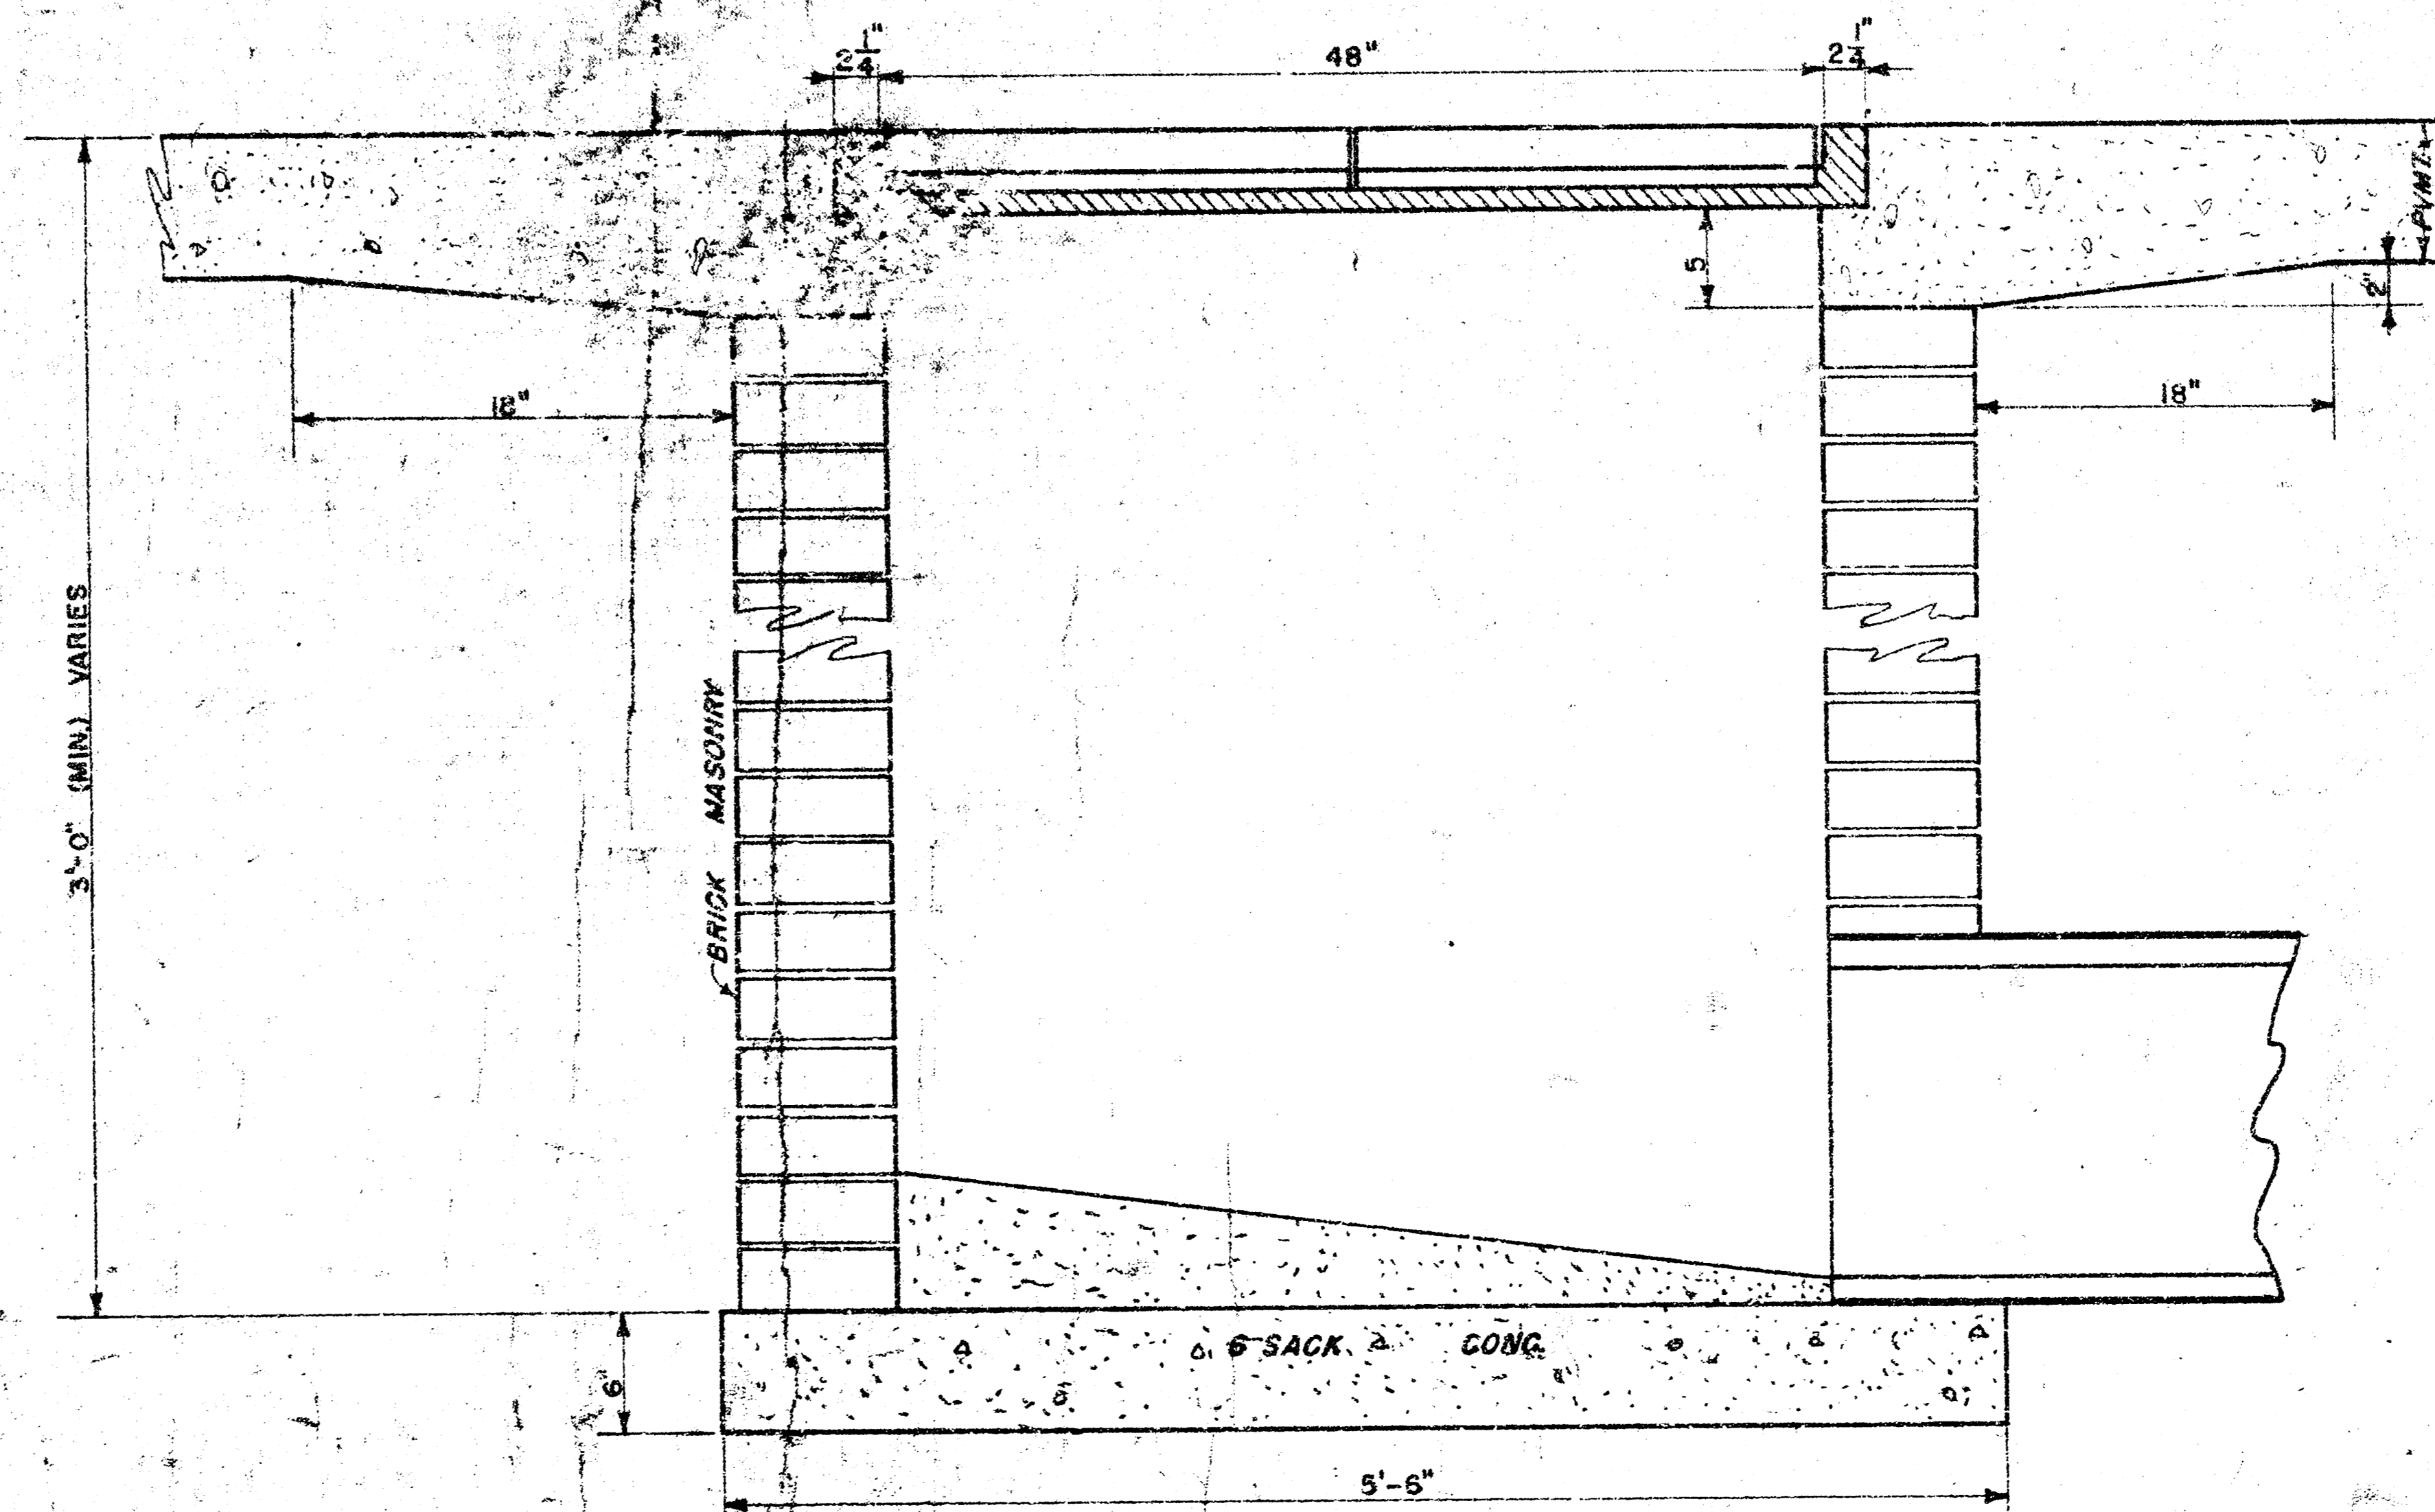 2 1/4"
48"
2 1/4"
PVMT.
5
2"
18"
18"
3'-0" (MIN.) VARIES
BRICK MASONRY
6 SACK CONC.
6"
5'-6"